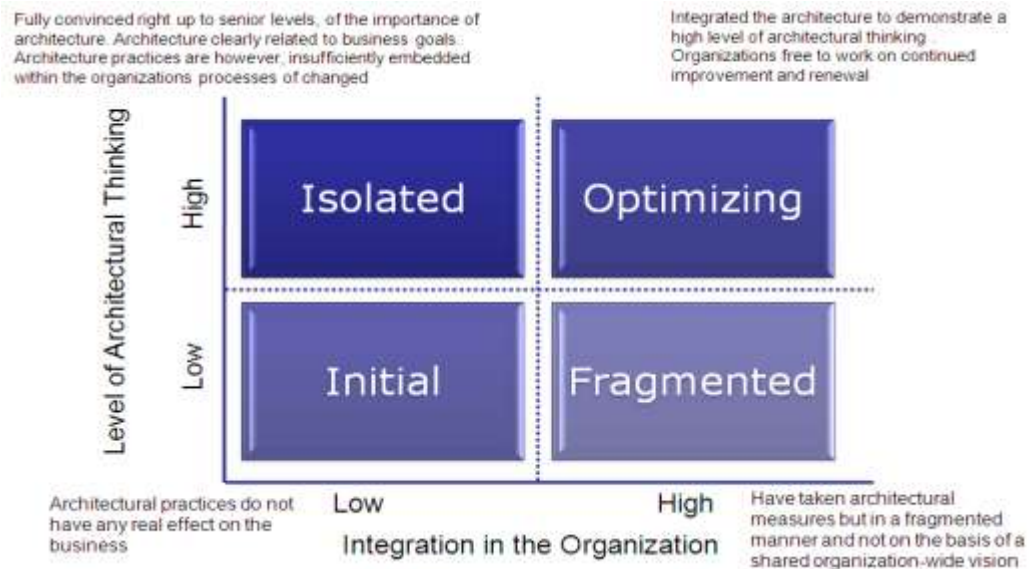 Fully convinced right up to senior levels, of the importance of
architecture. Architecture clearly related to business goals.
Architecture practices are however, insufficiently embedded
within the organizations processes of changed
Integrated the architecture to demonstrate a
high level of architectural thinking.
Organizations free to work on continued
improvement and renewal
Level of Architectural Thinking
High
Isolated
Optimizing
Low
Initial
Fragmented
Architectural practices do not
have any real effect on the
business
Low
High
Integration in the Organization
Have taken architectural
measures but in a fragmented
manner and not on the basis of a
shared organization-wide vision